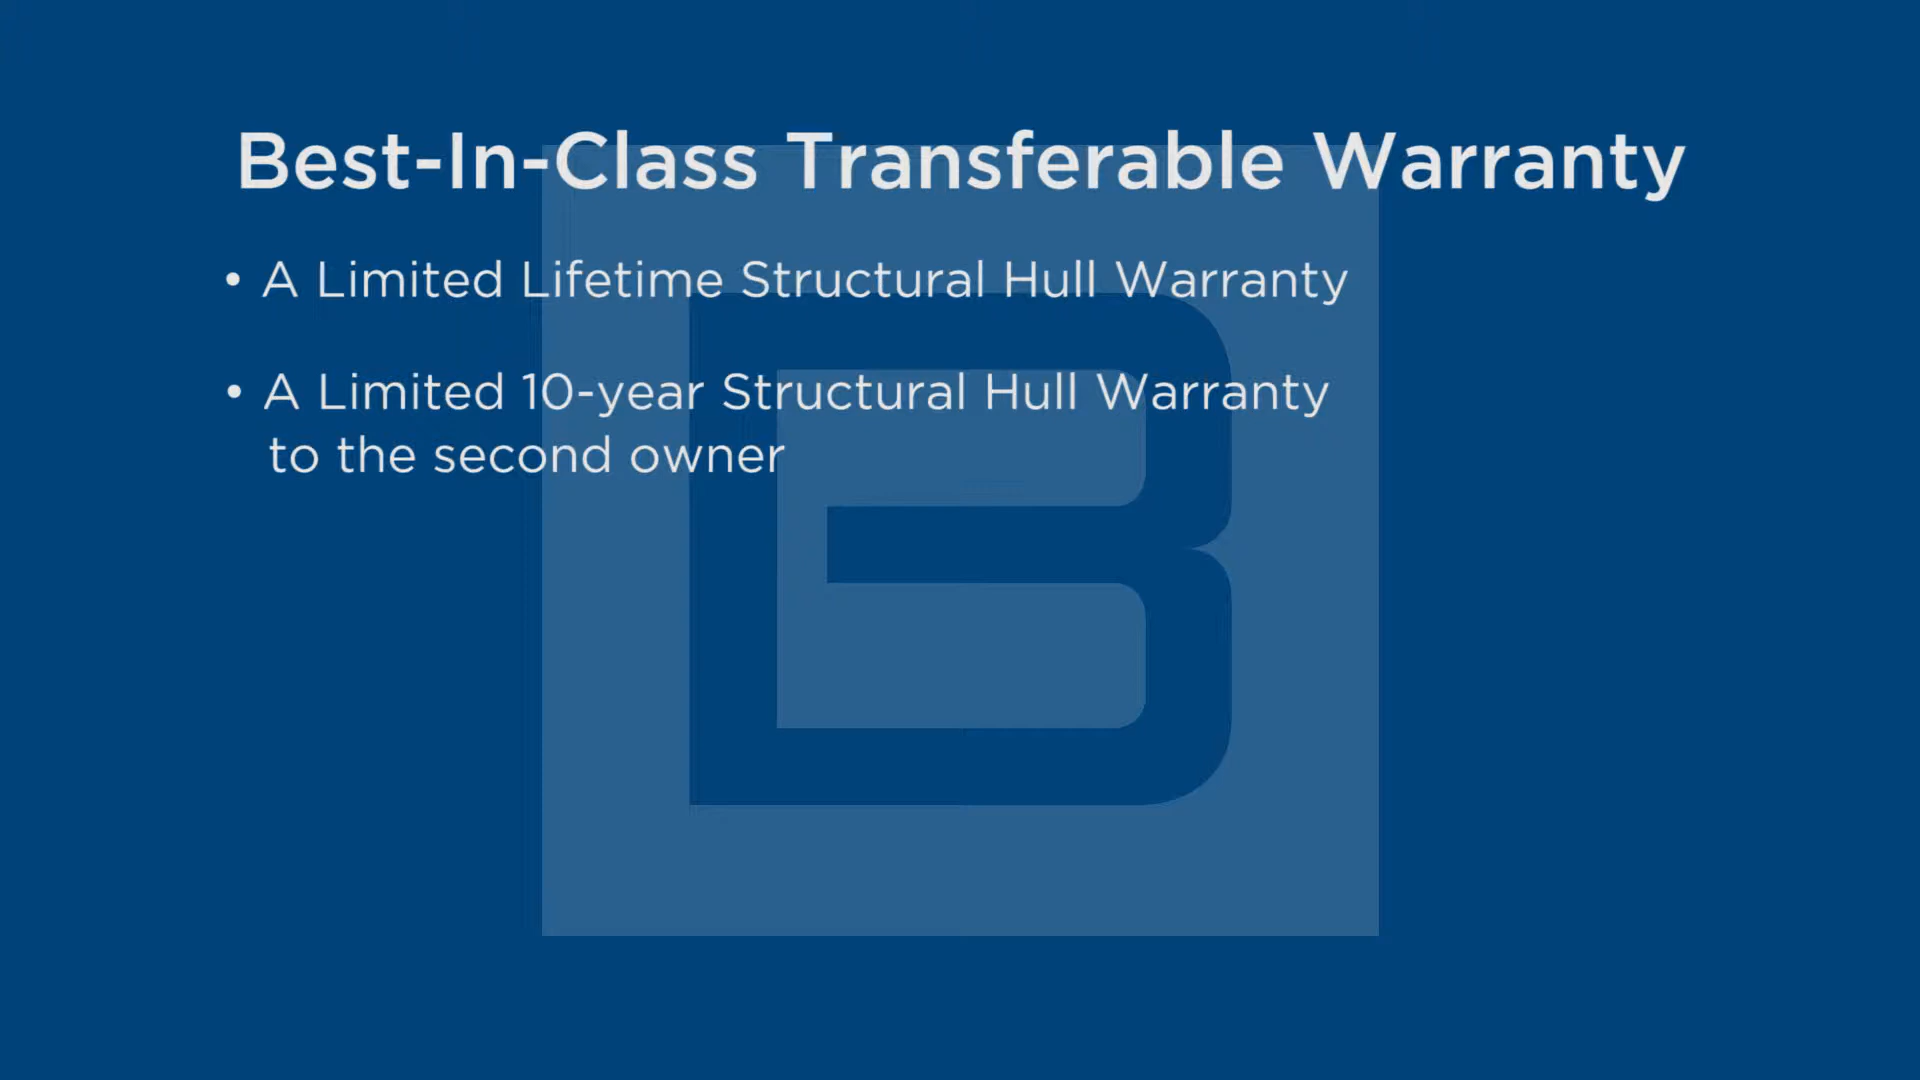 Best-In-Class Transferable Warranty
• A Limited Lifetime Structural Hull Warranty
• A Limited 10-year Structural Hull Warranty
to the second owner
B